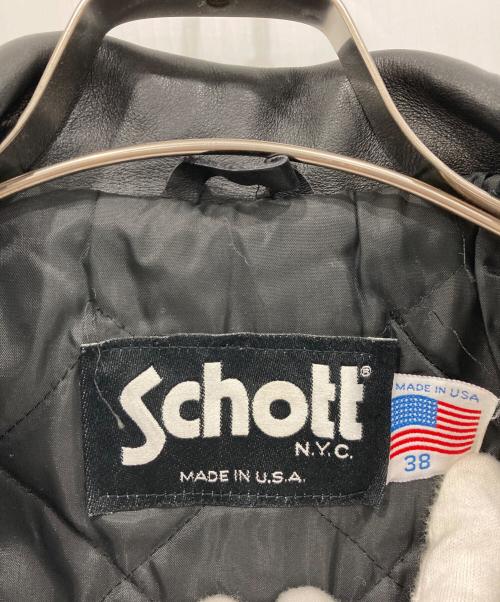 Schott®
N.Y.C.
MADE IN U.S.A.
MADE IN USA
38